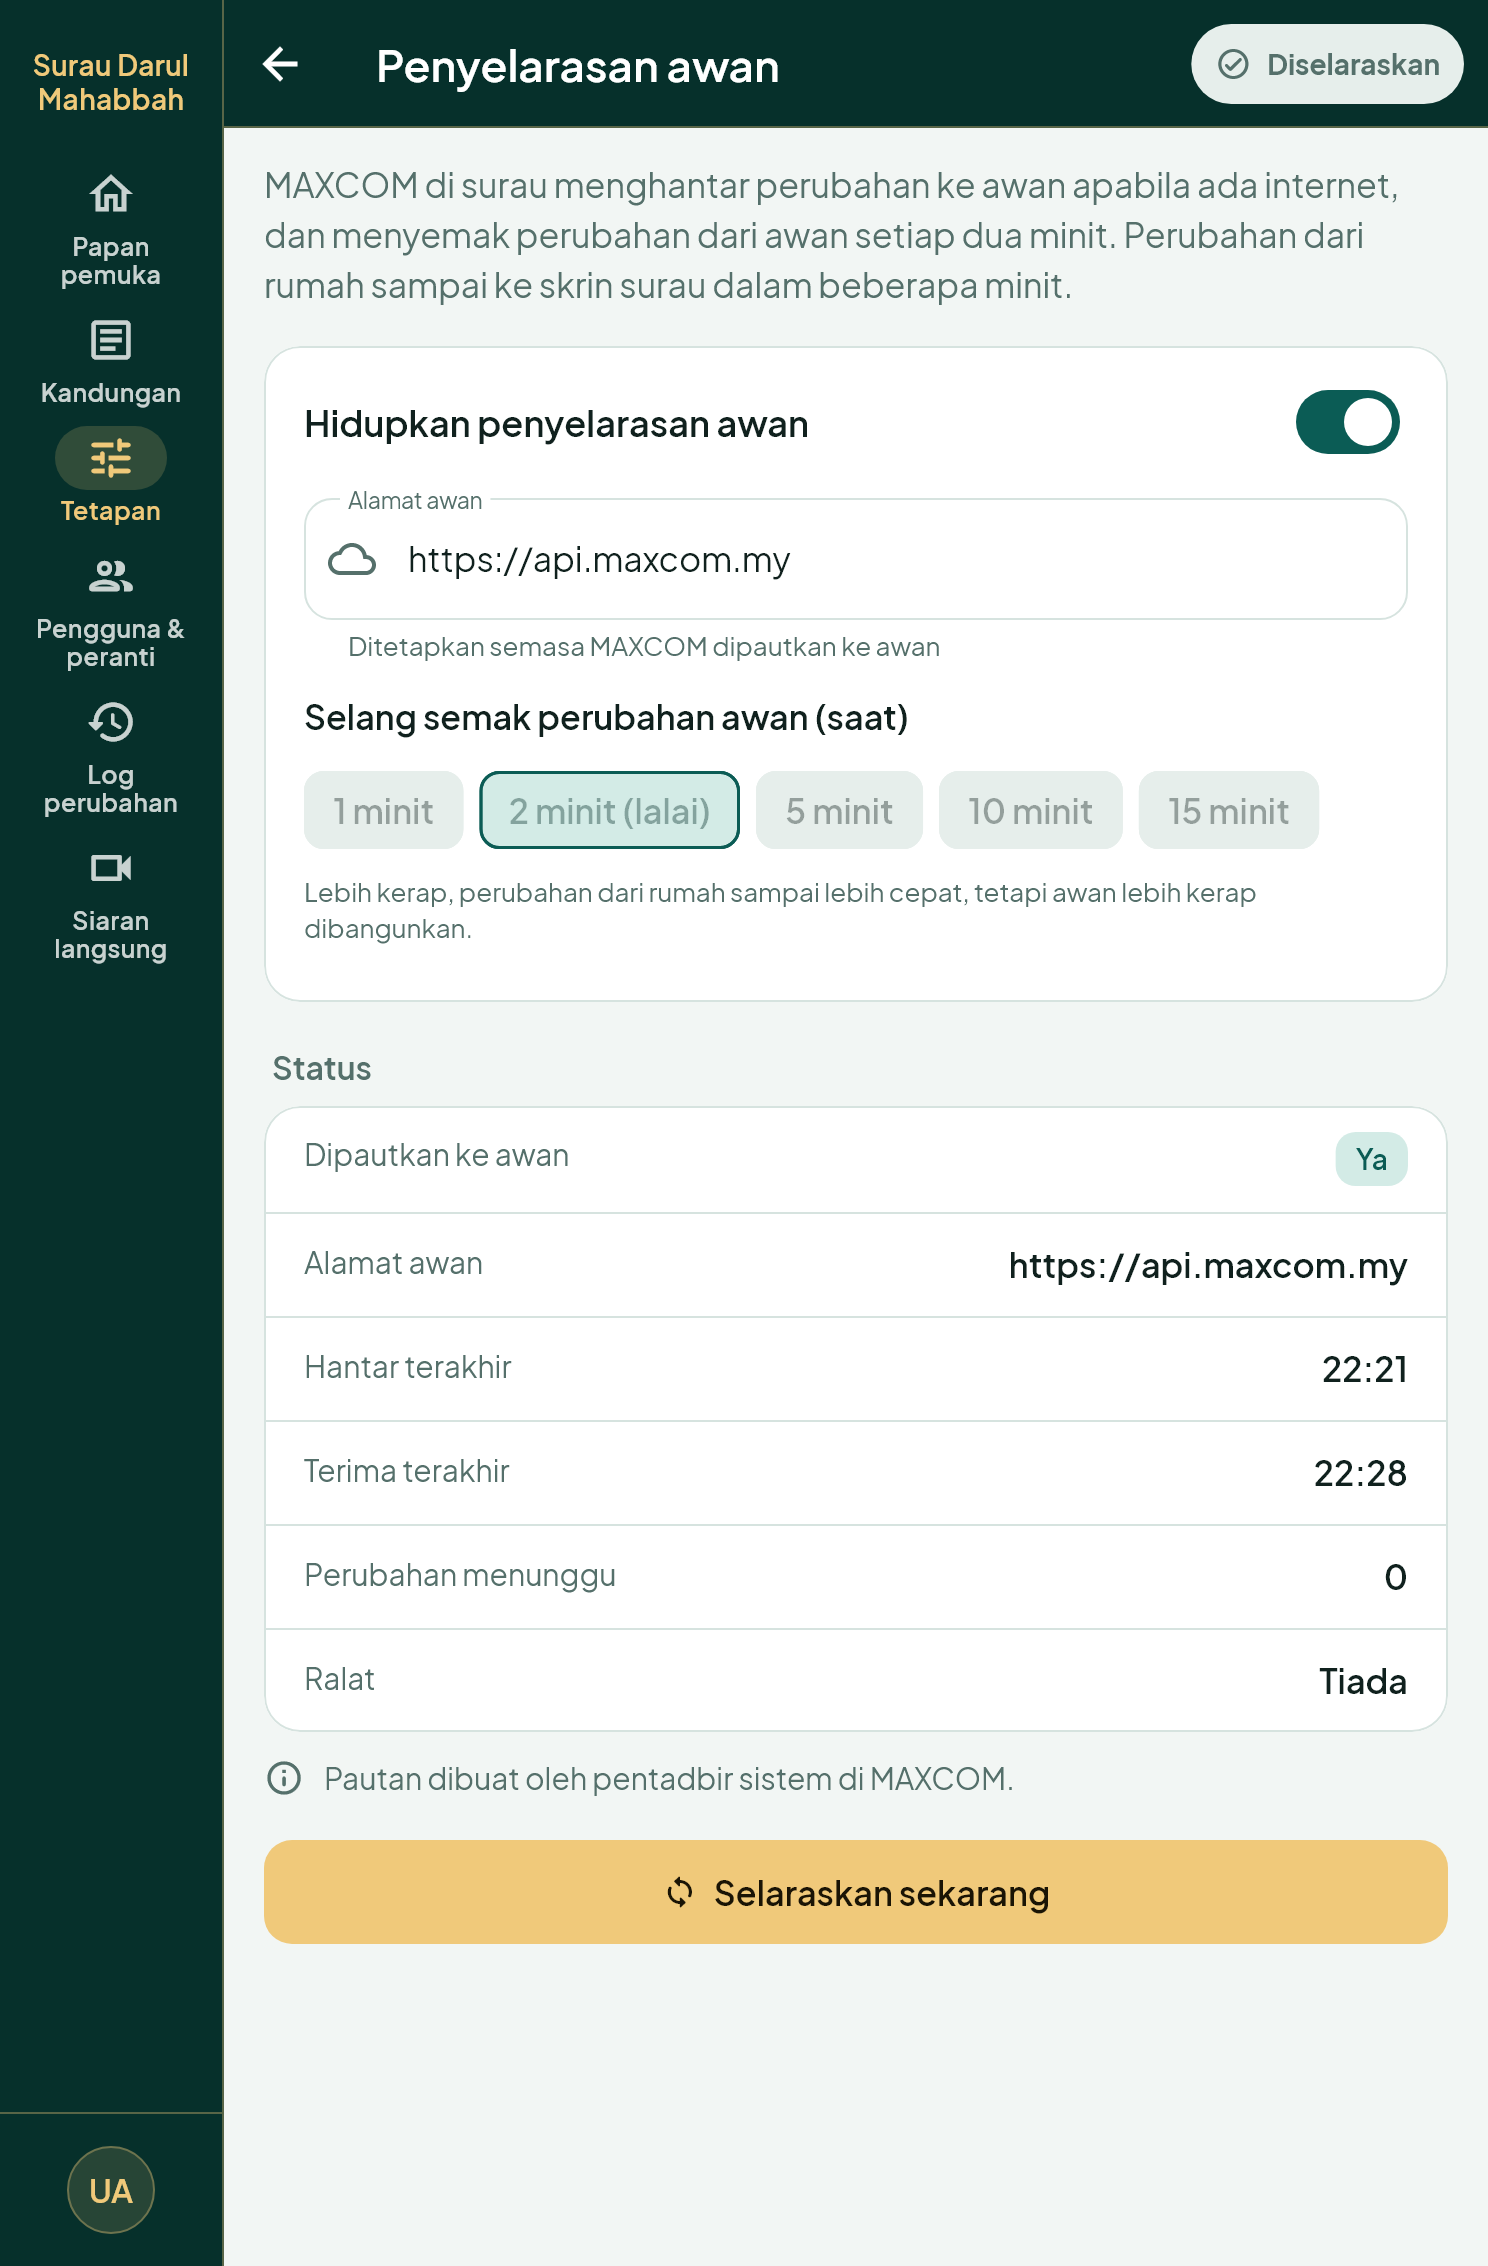 Surau Darul
Mahabbah
Papan
pemuka
Kandungan
Tetapan
Pengguna &
peranti
Log
perubahan
Siaran
langsung
UA
Penyelarasan awan
Diselaraskan
MAXCOM di surau menghantar perubahan ke awan apabila ada internet,
dan menyemak perubahan dari awan setiap dua minit. Perubahan dari
rumah sampai ke skrin surau dalam beberapa minit.
Hidupkan penyelarasan awan
Alamat awan
https://api.maxcom.my
Ditetapkan semasa MAXCOM dipautkan ke awan
Selang semak perubahan awan (saat)
1 minit
2 minit (lalai)
5 minit
10 minit
15 minit
Lebih kerap, perubahan dari rumah sampai lebih cepat, tetapi awan lebih kerap
dibangunkan.
Status
Dipautkan ke awan
Ya
Alamat awan
https://api.maxcom.my
Hantar terakhir
22:21
Terima terakhir
22:28
Perubahan menunggu
0
Ralat
Tiada
Pautan dibuat oleh pentadbir sistem di MAXCOM.
Selaraskan sekarang